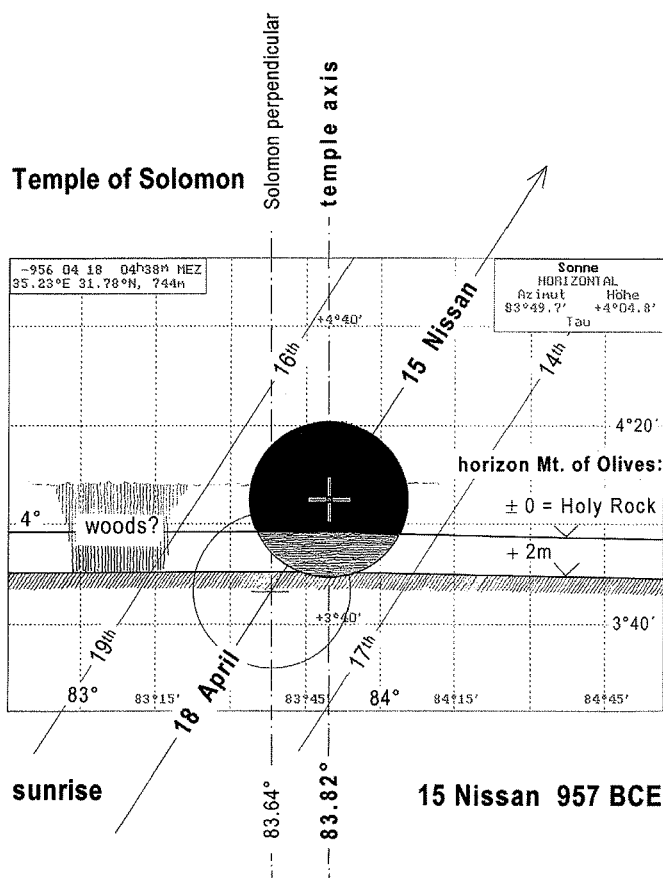 Solomon perpendicular
temple axis
Temple of Solomon
-956 04 18 04h38m MEZ
35.23°E 31.78°N, 744m
Sonne
HORIZONTAL
Azimut Höhe
83°49.7' +4°04.8'
Tau
+4°40'
16th
15 Nissan
14th
4°20'
horizon Mt. of Olives:
± 0 = Holy Rock
4°
woods?
+ 2m
+3°40'
3°40'
19th
18 April
17th
83°
83°15'
83°45'
84°
84°15'
84°45'
sunrise
83.64°
83.82°
15 Nissan 957 BCE